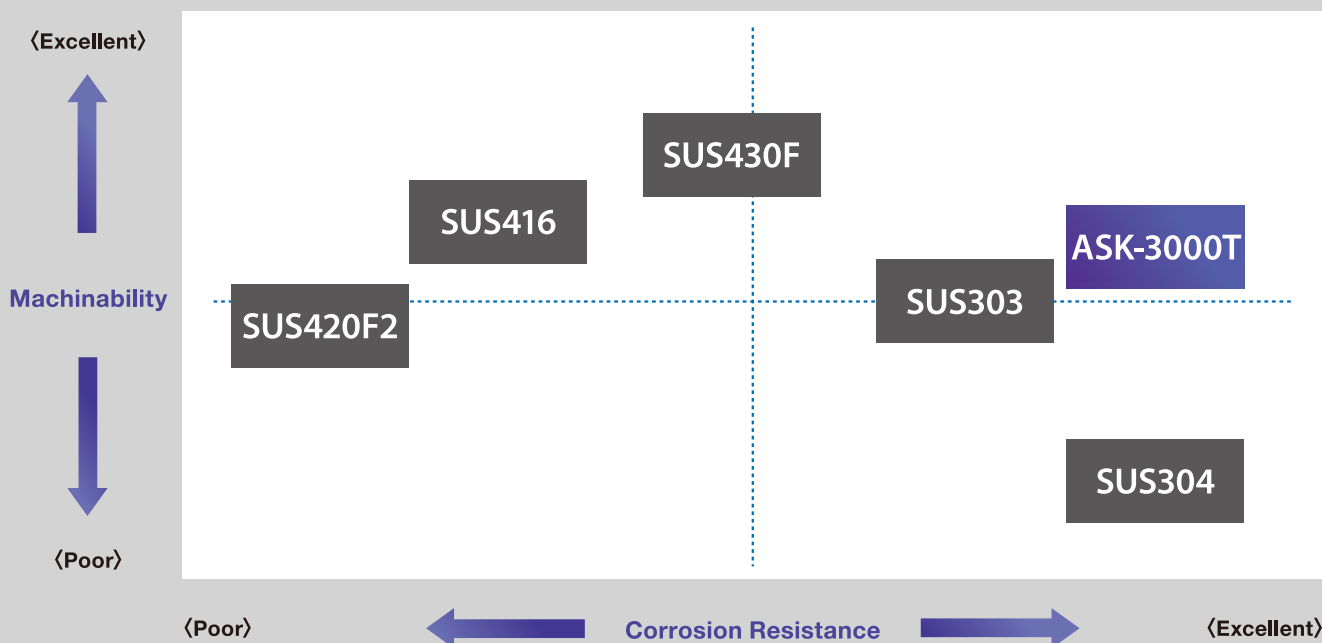 〈Excellent〉
SUS430F
SUS416
ASK-3000T
Machinability
SUS303
SUS420F2
SUS304
〈Poor〉
〈Poor〉
Corrosion Resistance
〈Excellent〉